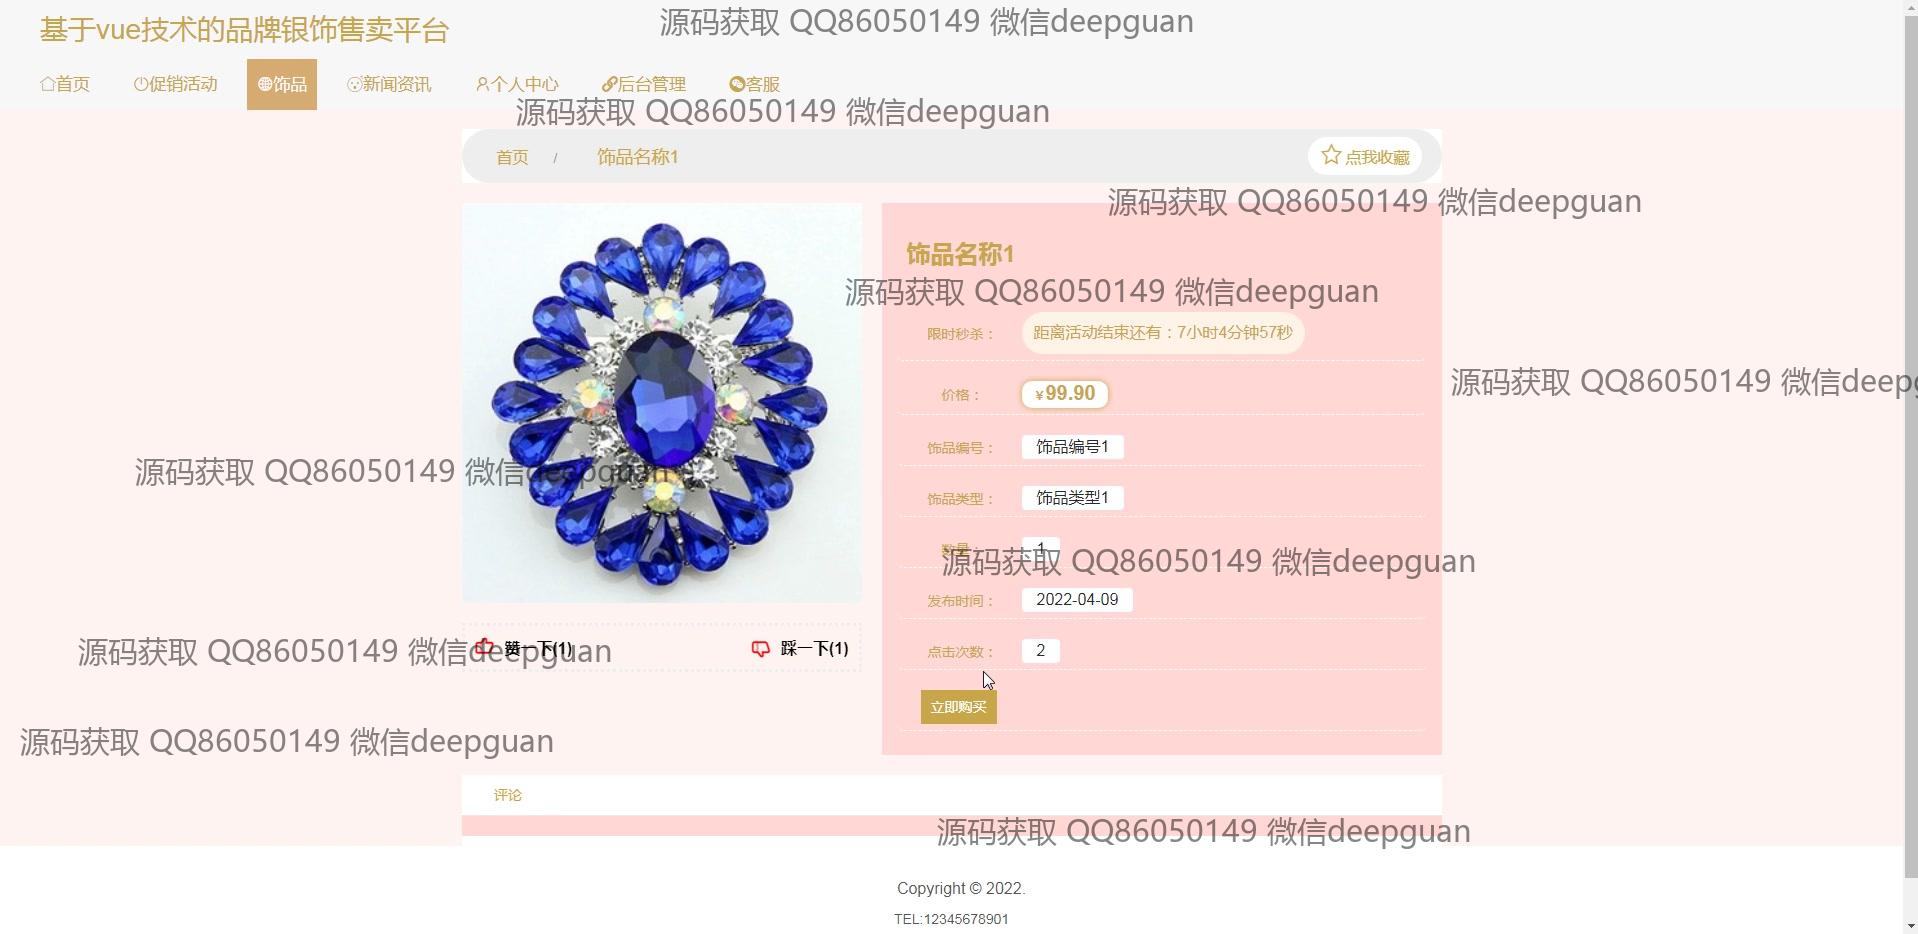 基于vue技术的品牌银饰售卖平台
源码获取 QQ86050149 微信deepguan
首页 促销活动 饰品 新闻资讯 个人中心 后台管理 客服
源码获取 QQ86050149 微信deepguan
首页 / 饰品名称1 点我收藏
源码获取 QQ86050149 微信deepguan
饰品名称1
源码获取 QQ86050149 微信deepguan
限时秒杀： 距离活动结束还有：7小时4分钟57秒
源码获取 QQ86050149 微信deepg
价格： ¥99.90
饰品编号： 饰品编号1
源码获取 QQ86050149 微信deepguan
饰品类型： 饰品类型1
数量： 1
源码获取 QQ86050149 微信deepguan
发布时间： 2022-04-09
赞一下(1) 踩一下(1)
源码获取 QQ86050149 微信deepguan
点击次数： 2
立即购买
源码获取 QQ86050149 微信deepguan
评论
源码获取 QQ86050149 微信deepguan
Copyright © 2022.
TEL:12345678901